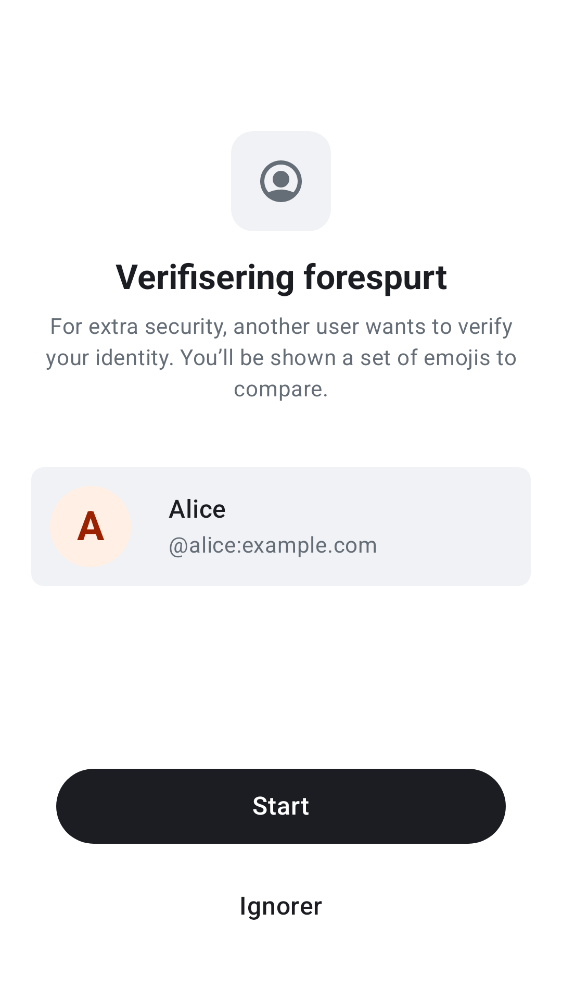 Verifisering forespurt
For extra security, another user wants to verify
your identity. You’ll be shown a set of emojis to
compare.
A
Alice
@alice:example.com
Start
Ignorer